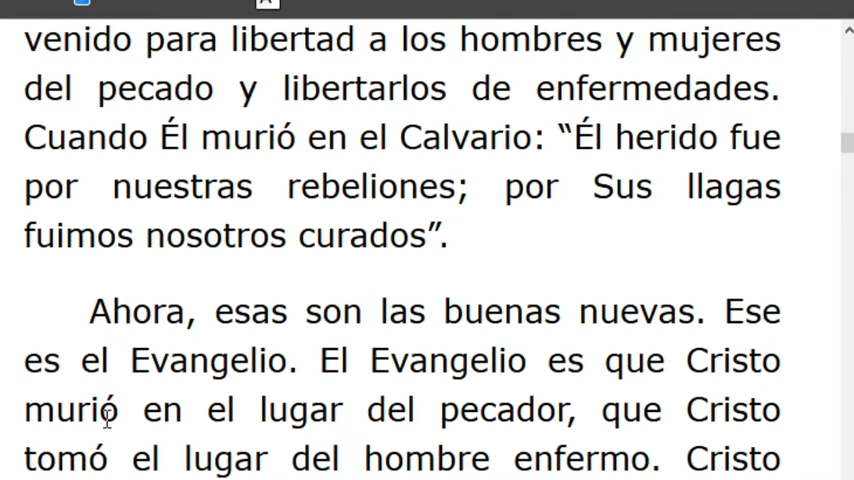 venido para libertad a los hombres y mujeres
del pecado y libertarlos de enfermedades.
Cuando Él murió en el Calvario: “Él herido fue
por nuestras rebeliones; por Sus llagas
fuimos nosotros curados”.
Ahora, esas son las buenas nuevas. Ese
es el Evangelio. El Evangelio es que Cristo
murió en el lugar del pecador, que Cristo
tomó el lugar del hombre enfermo. Cristo